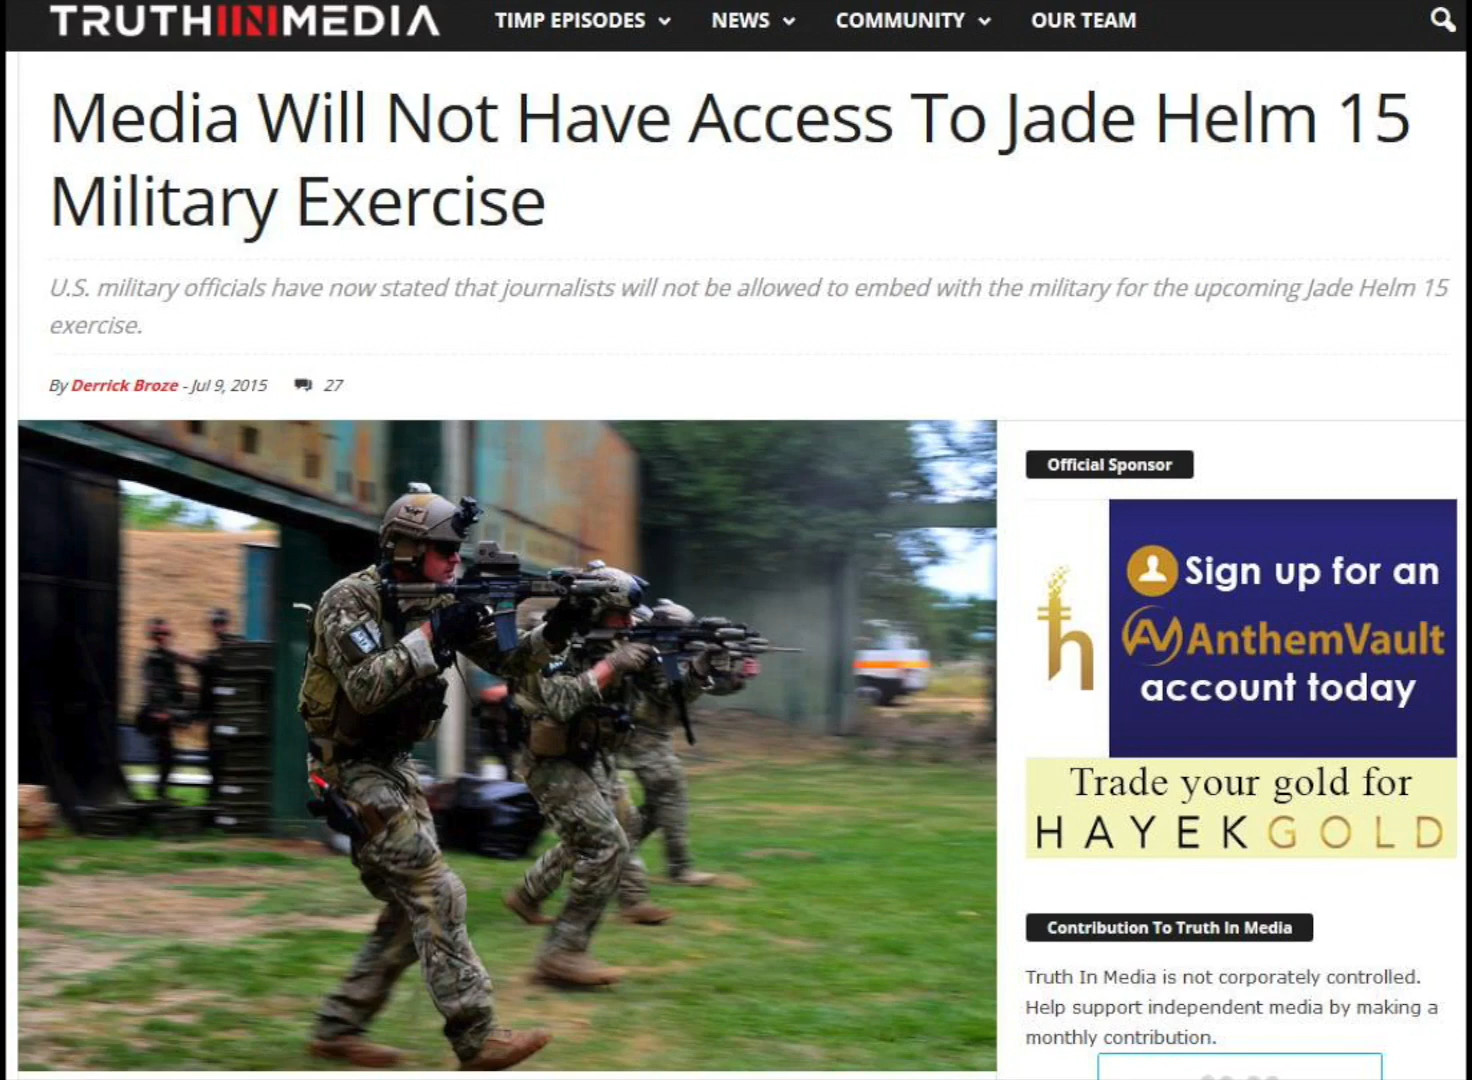 TRUTHINMEDIA
TIMP EPISODES NEWS COMMUNITY OUR TEAM
Media Will Not Have Access To Jade Helm 15
Military Exercise
U.S. military officials have now stated that journalists will not be allowed to embed with the military for the upcoming Jade Helm 15
exercise.
By Derrick Broze - Jul 9, 2015 27
Official Sponsor
Sign up for an
AnthemVault
account today
Trade your gold for
HAYEKGOLD
Contribution To Truth In Media
Truth In Media is not corporately controlled.
Help support independent media by making a
monthly contribution.